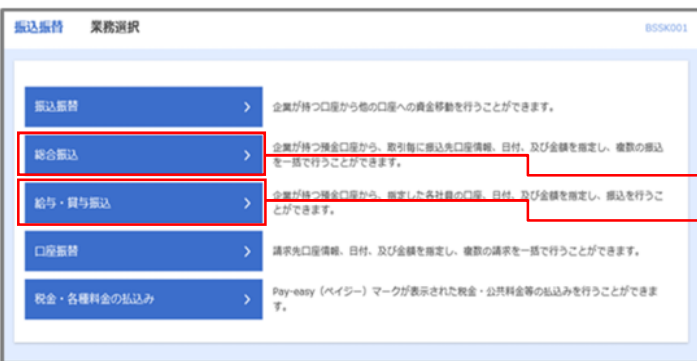 振込振替 業務選択 BSSK001
振込振替 > 企業が持つ口座から他の口座への資金移動を行うことができます。
総合振込 > 企業が持つ預金口座から、取引毎に振込先口座情報、日付、及び金額を指定し、複数の振込
を一括で行うことができます。
給与・賞与振込 > 企業が持つ預金口座から、指定した各社員の口座、日付、及び金額を指定し、振込を行うこ
とができます。
口座振替 > 請求先口座情報、日付、及び金額を指定し、複数の請求を一括で行うことができます。
税金・各種料金の払込み > Pay-easy（ペイジー）マークが表示された税金・公共料金等の払込みを行うことができま
す。